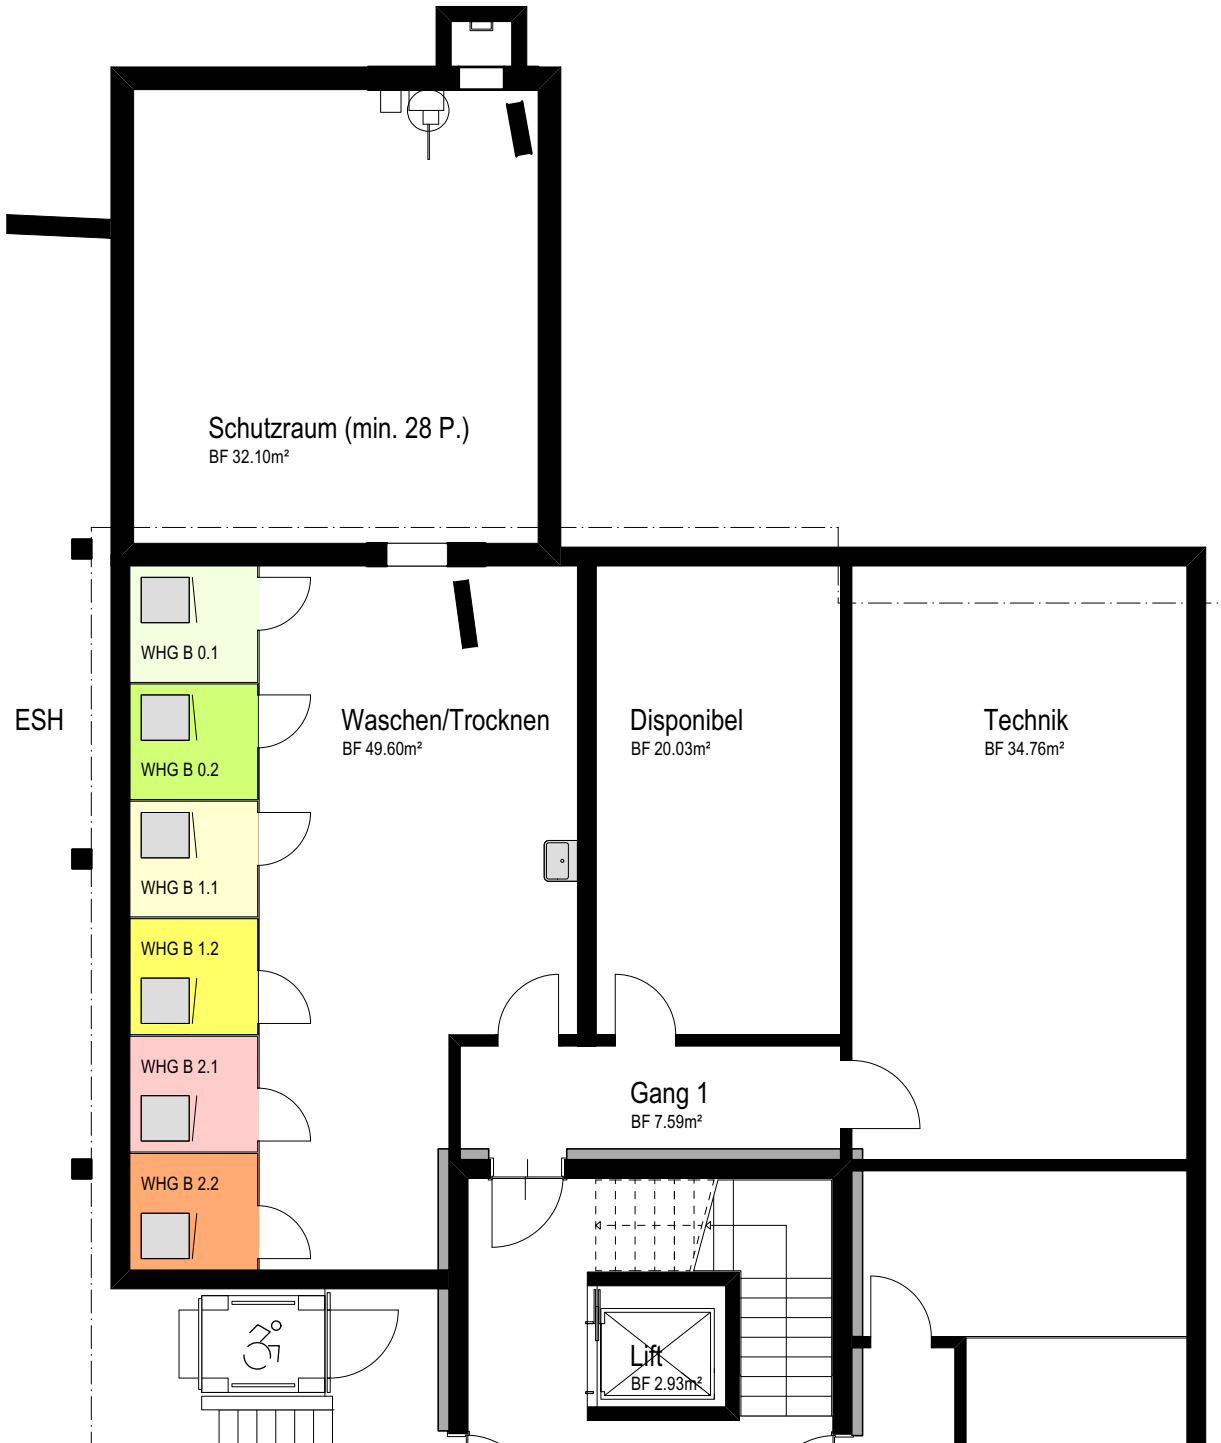 Schutzraum (min. 28 P.)
BF 32.10m²
WHG B 0.1
ESH
Waschen/Trocknen
BF 49.60m²
Disponibel
BF 20.03m²
Technik
BF 34.76m²
WHG B 0.2
WHG B 1.1
WHG B 1.2
WHG B 2.1
Gang 1
BF 7.59m²
WHG B 2.2
Lift
BF 2.93m²